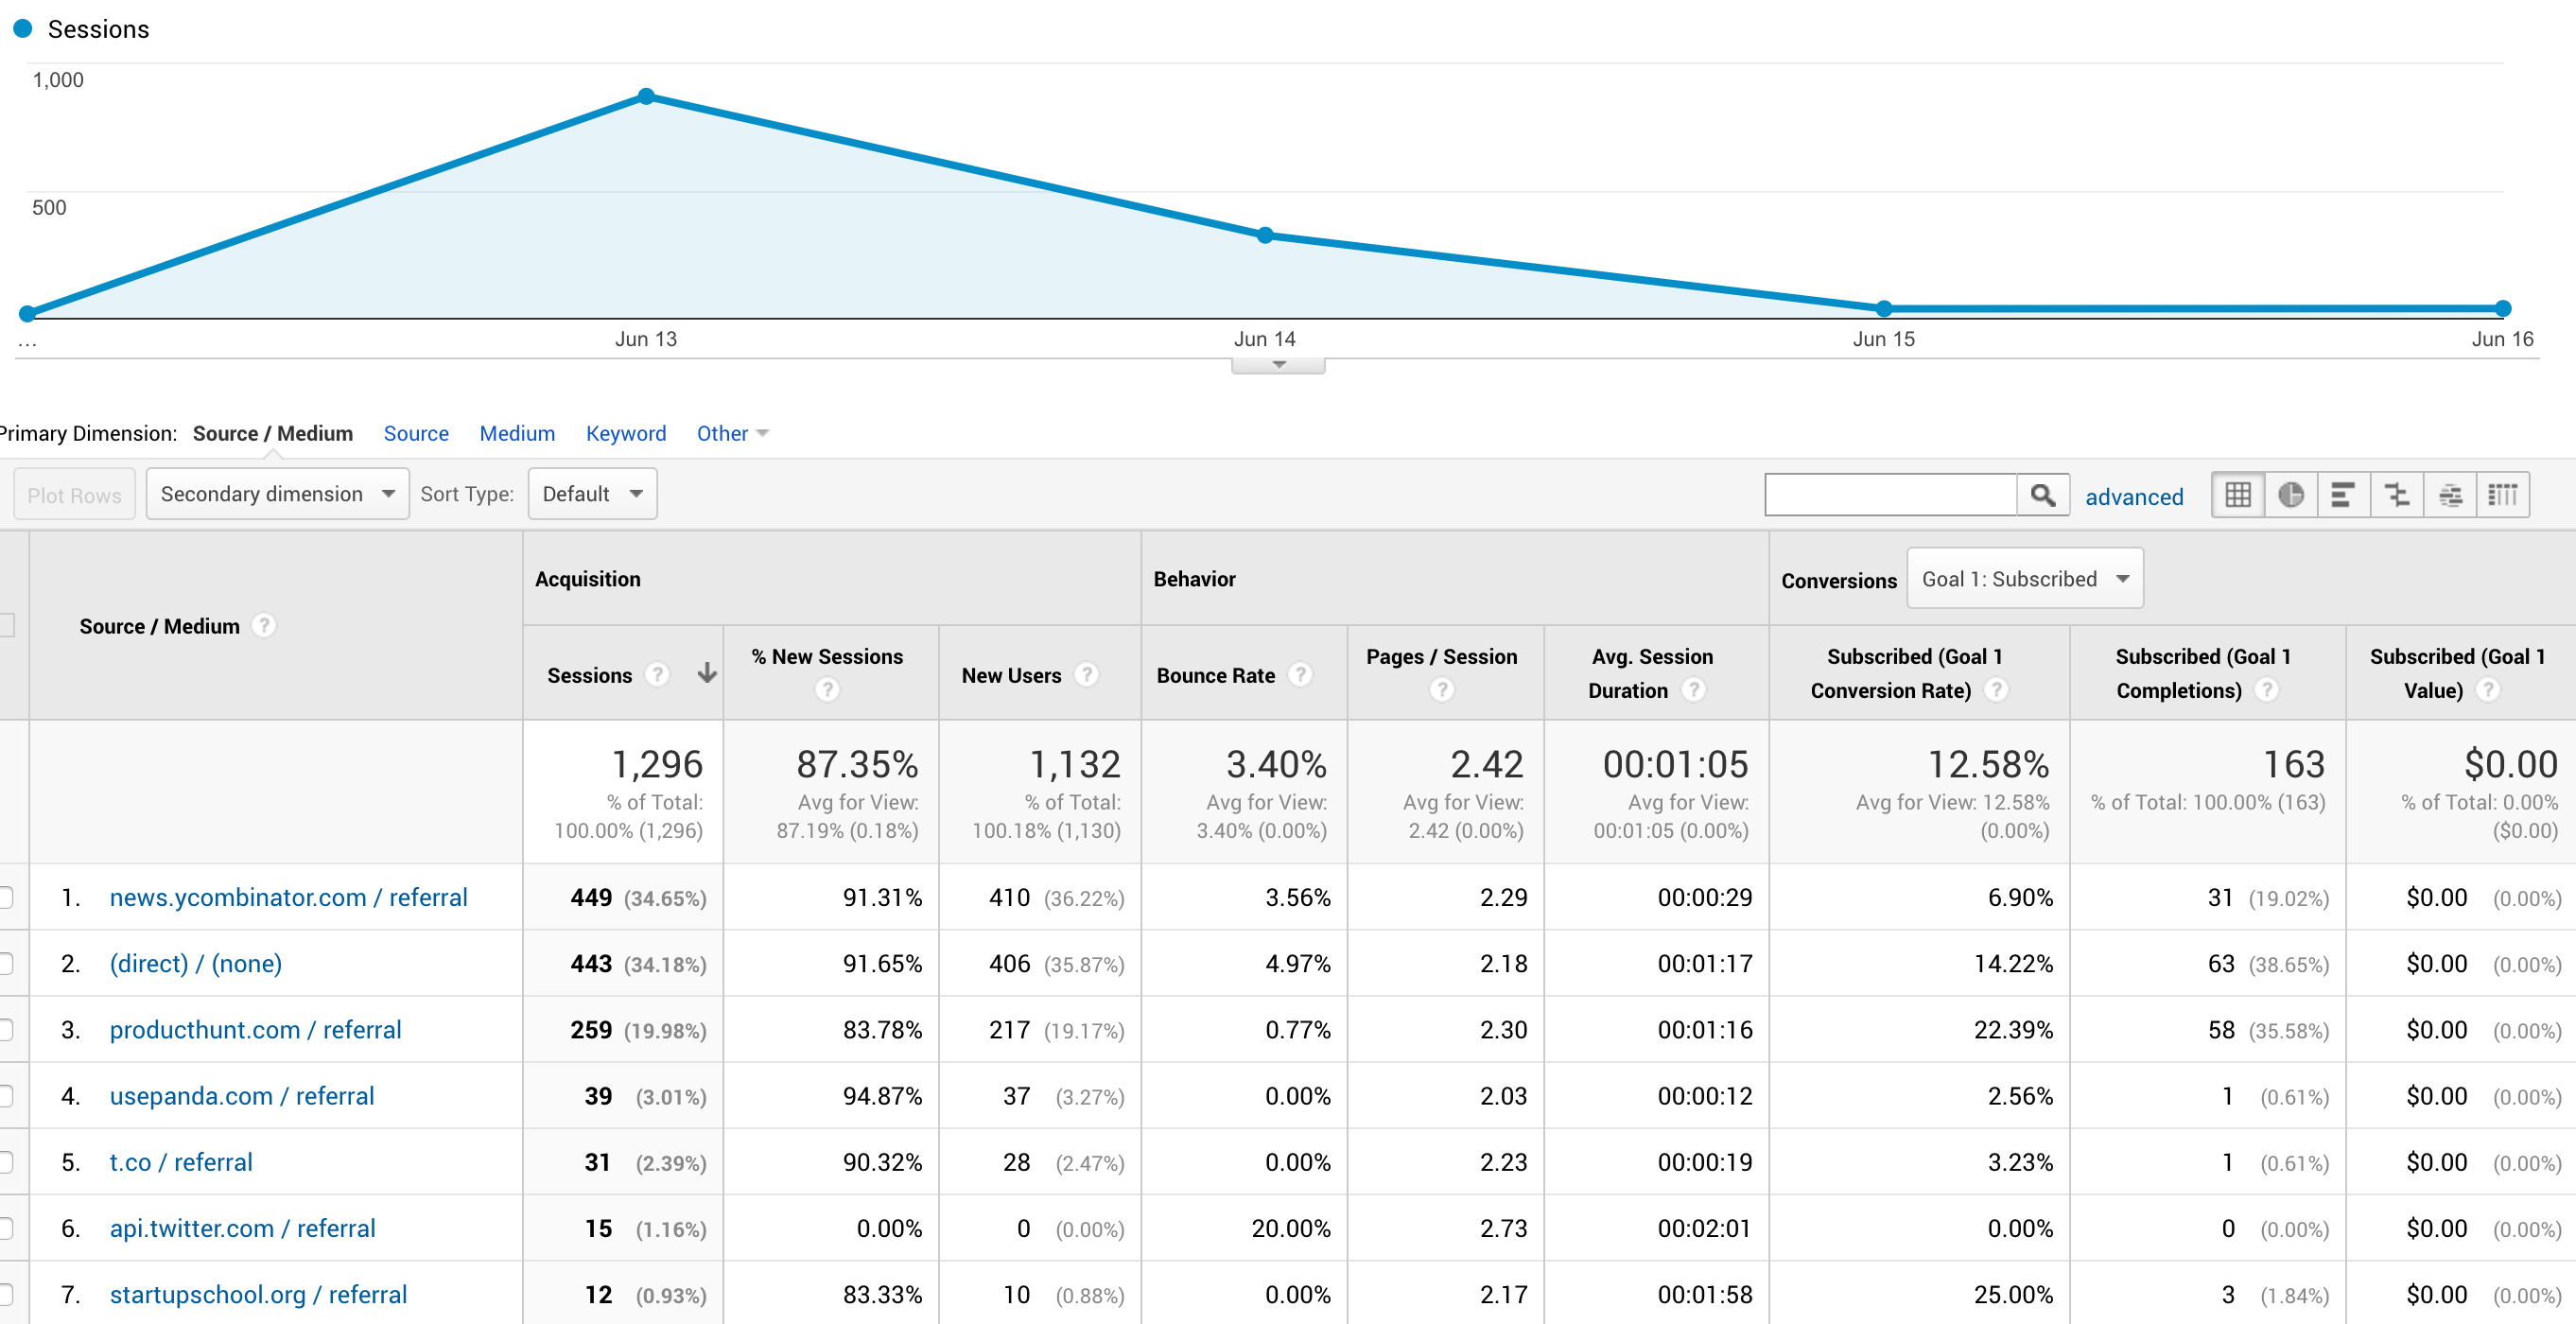 Sessions
1,000
500
...
Jun 13 Jun 14 Jun 15 Jun 16
Primary Dimension: Source / Medium Source Medium Keyword Other
Plot Rows Secondary dimension Sort Type: Default advanced
Acquisition Behavior Conversions Goal 1: Subscribed
Source / Medium ?
Sessions ? % New Sessions ? New Users ? Bounce Rate ? Pages / Session ? Avg. Session Duration ? Subscribed (Goal 1 Conversion Rate) ? Subscribed (Goal 1 Completions) ? Subscribed (Goal 1 Value) ?
1,296 87.35% 1,132 3.40% 2.42 00:01:05 12.58% 163 $0.00
% of Total: Avg for View: % of Total: Avg for View: Avg for View: Avg for View: Avg for View: 12.58% % of Total: 100.00% (163) % of Total: 0.00%
100.00% (1,296) 87.19% (0.18%) 100.18% (1,130) 3.40% (0.00%) 2.42 (0.00%) 00:01:05 (0.00%) (0.00%) ($0.00)
1. news.ycombinator.com / referral 449 (34.65%) 91.31% 410 (36.22%) 3.56% 2.29 00:00:29 6.90% 31 (19.02%) $0.00 (0.00%)
2. (direct) / (none) 443 (34.18%) 91.65% 406 (35.87%) 4.97% 2.18 00:01:17 14.22% 63 (38.65%) $0.00 (0.00%)
3. producthunt.com / referral 259 (19.98%) 83.78% 217 (19.17%) 0.77% 2.30 00:01:16 22.39% 58 (35.58%) $0.00 (0.00%)
4. usepanda.com / referral 39 (3.01%) 94.87% 37 (3.27%) 0.00% 2.03 00:00:12 2.56% 1 (0.61%) $0.00 (0.00%)
5. t.co / referral 31 (2.39%) 90.32% 28 (2.47%) 0.00% 2.23 00:00:19 3.23% 1 (0.61%) $0.00 (0.00%)
6. api.twitter.com / referral 15 (1.16%) 0.00% 0 (0.00%) 20.00% 2.73 00:02:01 0.00% 0 (0.00%) $0.00 (0.00%)
7. startupschool.org / referral 12 (0.93%) 83.33% 10 (0.88%) 0.00% 2.17 00:01:58 25.00% 3 (1.84%) $0.00 (0.00%)